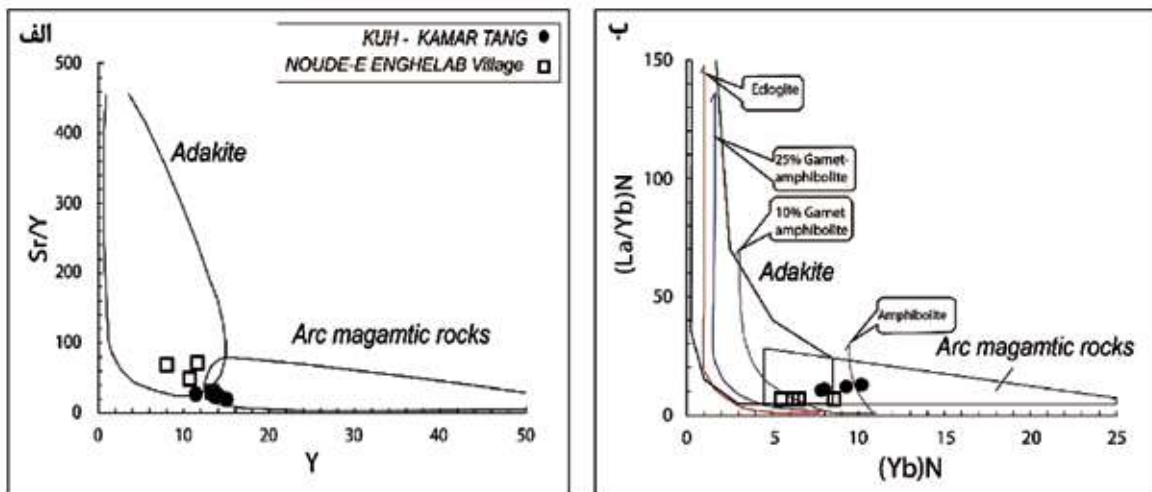 الف
KUH - KAMAR TANG
NOUDE-E ENGHELAB Village
500
400
300
200
100
0
Sr/Y
Adakite
Arc magamtic rocks
0
10
20
30
40
50
Y
ب-
150
100
50
0
(La/Yb)N
Eclogite
25% Garnet-
amphibolite
10% Garnet
amphibolite
Adakite
Amphibolite
Arc magamtic rocks
0
5
10
15
20
25
(Yb)N